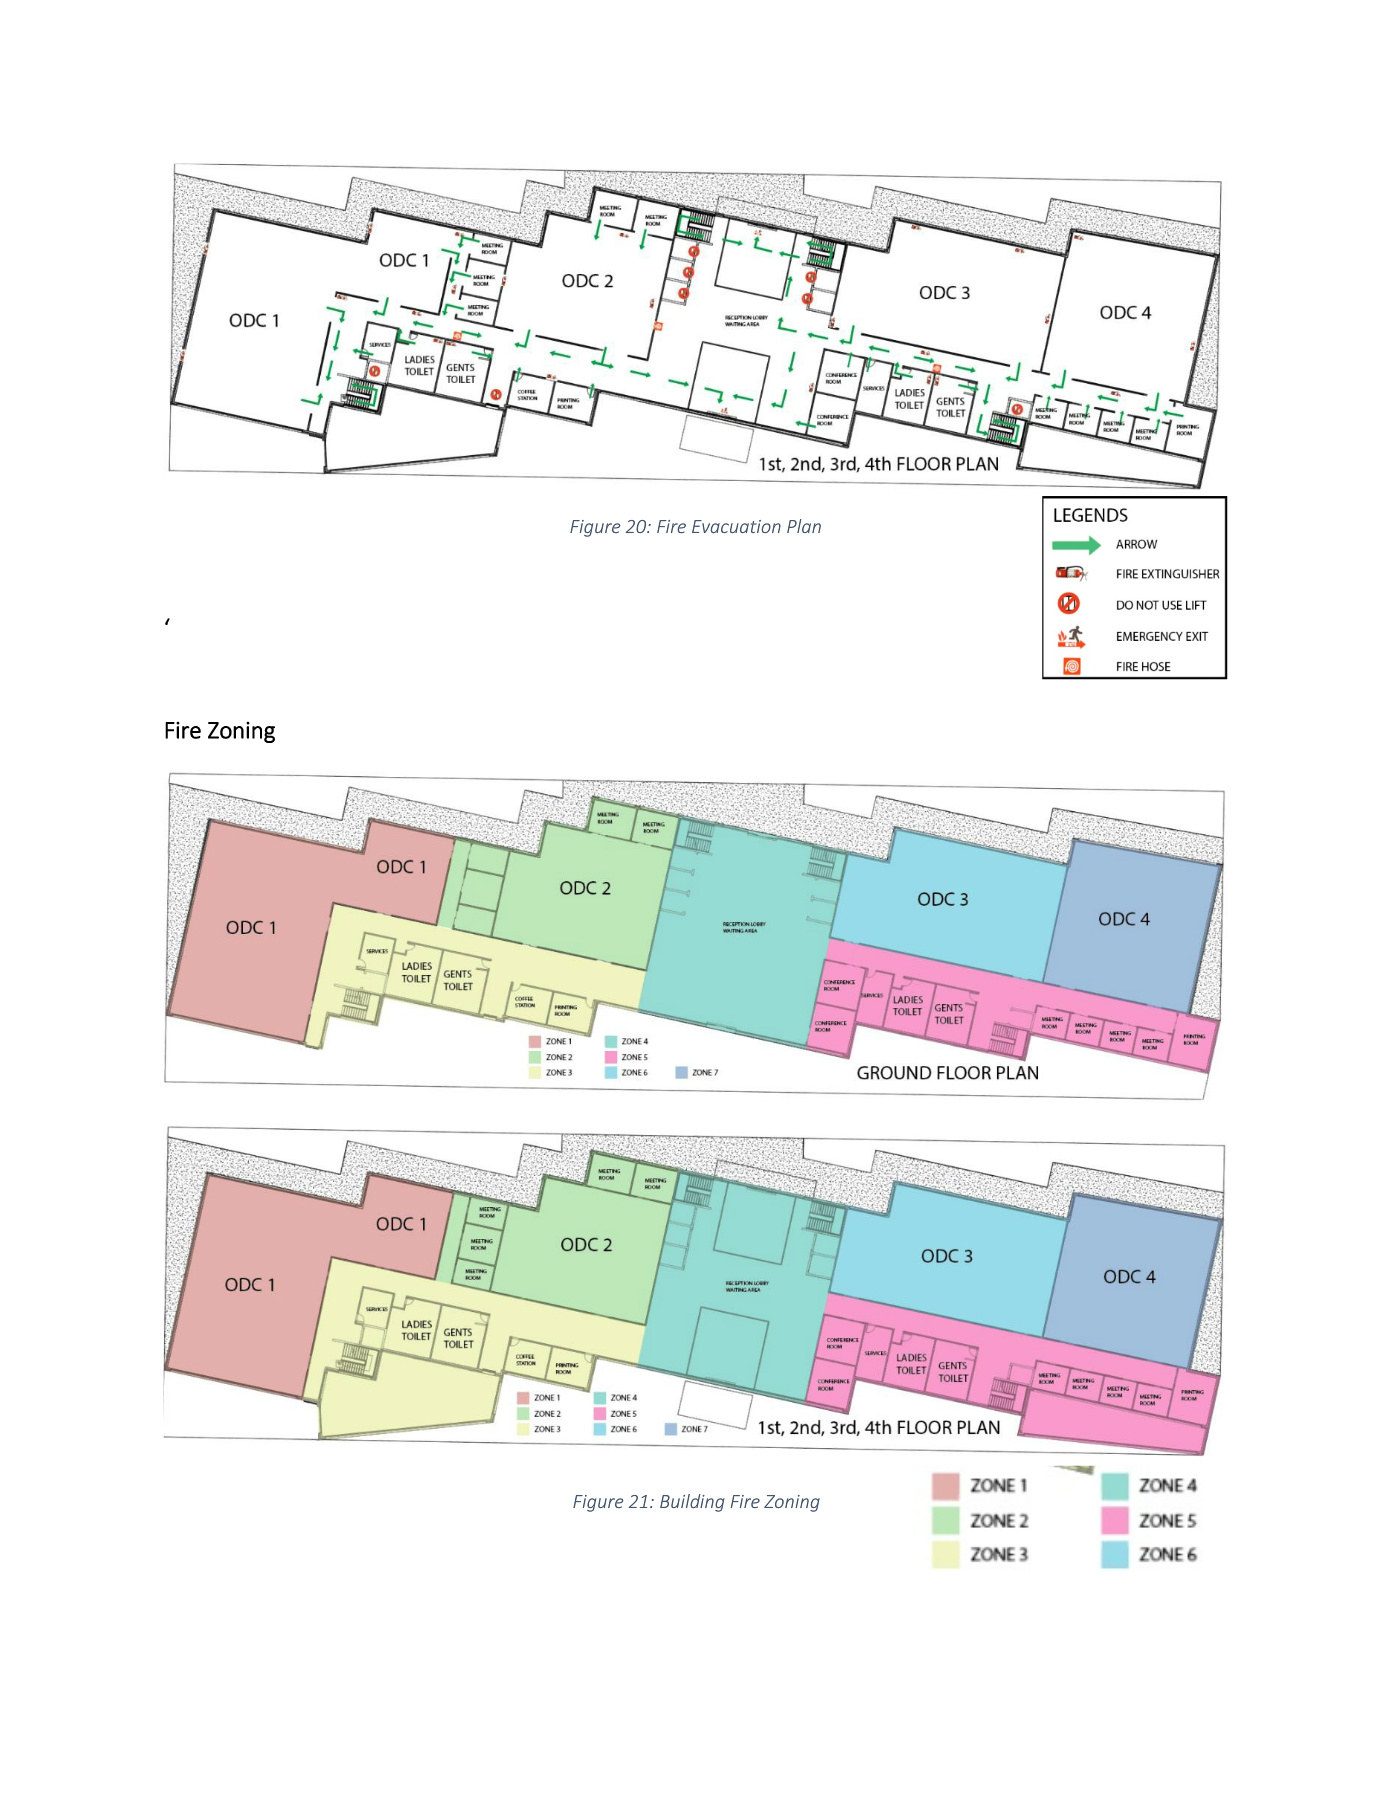 MEETING
ROOM
MEETING
ROOM
ODC 1
MEETING
ROOM
ODC 2
MEETING
ROOM
ODC 3
MEETING
ROOM
ODC 1
ODC 4
RECEPTION LOBBY
WAITING AREA
SERVICES
LADIES
TOILET
GENTS
TOILET
COFFEE
STATION
PRINTING
ROOM
CONFERENCE
ROOM
SERVICES
LADIES
TOILET
GENTS
TOILET
CONFERENCE
ROOM
MEETING
ROOM
MEETING
ROOM
MEETING
ROOM
MEETING
ROOM
PRINTING
ROOM
1st, 2nd, 3rd, 4th FLOOR PLAN
Figure 20: Fire Evacuation Plan
LEGENDS
ARROW
FIRE EXTINGUISHER
DO NOT USE LIFT
EMERGENCY EXIT
FIRE HOSE
‘
Fire Zoning
MEETING
ROOM
MEETING
ROOM
ODC 1
ODC 2
ODC 3
ODC 1
ODC 4
RECEPTION LOBBY
WAITING AREA
SERVICES
LADIES
TOILET
GENTS
TOILET
COFFEE
STATION
PRINTING
ROOM
CONFERENCE
ROOM
SERVICES
LADIES
TOILET
GENTS
TOILET
CONFERENCE
ROOM
MEETING
ROOM
MEETING
ROOM
MEETING
ROOM
MEETING
ROOM
PRINTING
ROOM
ZONE 1
ZONE 2
ZONE 3
ZONE 4
ZONE 5
ZONE 6
ZONE 7
GROUND FLOOR PLAN
MEETING
ROOM
MEETING
ROOM
ODC 1
MEETING
ROOM
ODC 2
MEETING
ROOM
ODC 3
MEETING
ROOM
ODC 1
ODC 4
RECEPTION LOBBY
WAITING AREA
SERVICES
LADIES
TOILET
GENTS
TOILET
COFFEE
STATION
PRINTING
ROOM
CONFERENCE
ROOM
SERVICES
LADIES
TOILET
GENTS
TOILET
CONFERENCE
ROOM
MEETING
ROOM
MEETING
ROOM
MEETING
ROOM
MEETING
ROOM
PRINTING
ROOM
ZONE 1
ZONE 2
ZONE 3
ZONE 4
ZONE 5
ZONE 6
ZONE 7
1st, 2nd, 3rd, 4th FLOOR PLAN
Figure 21: Building Fire Zoning
ZONE 1
ZONE 2
ZONE 3
ZONE 4
ZONE 5
ZONE 6